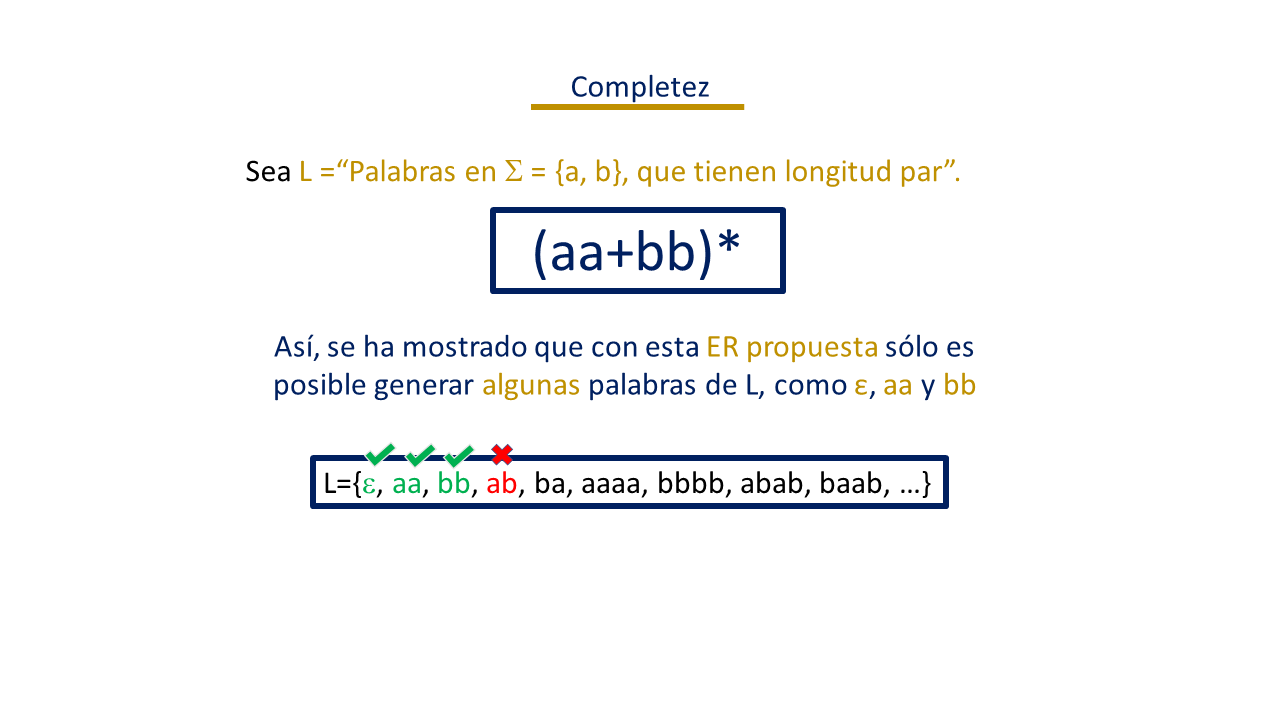 Completez
Sea L =“Palabras en Σ = {a, b}, que tienen longitud par”.
(aa+bb)*
Así, se ha mostrado que con esta ER propuesta sólo es
posible generar algunas palabras de L, como ε, aa y bb
L={ε, aa, bb, ab, ba, aaaa, bbbb, abab, baab, …}